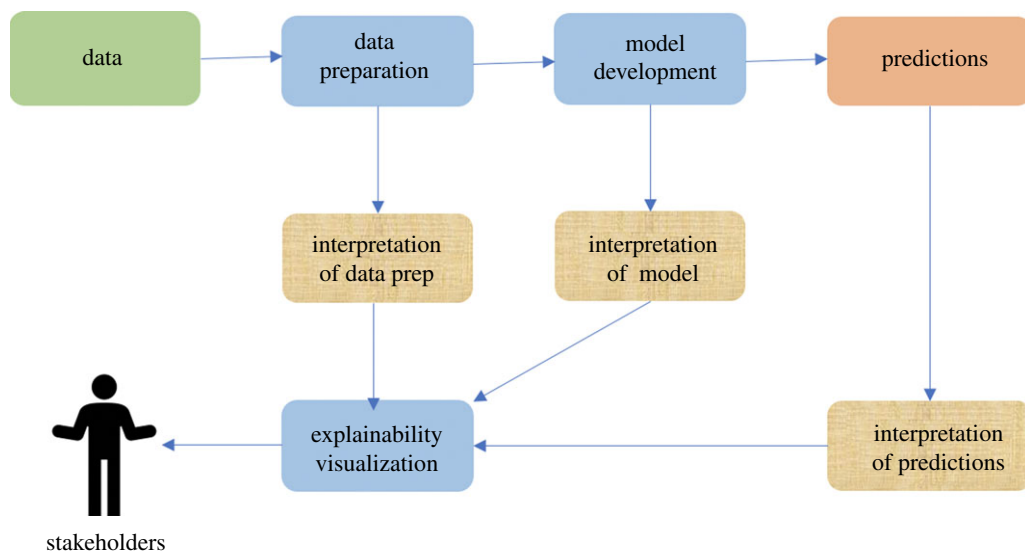 data
data
preparation
model
development
predictions
interpretation
of data prep
interpretation
of model
explainability
visualization
interpretation
of predictions
stakeholders